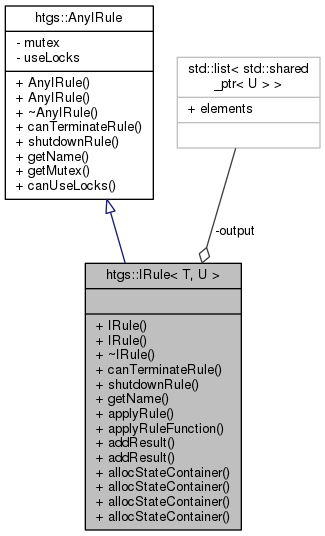 htgs::AnyIRule
- mutex
- useLocks
+ AnyIRule()
+ AnyIRule()
+ ~AnyIRule()
+ canTerminateRule()
+ shutdownRule()
+ getName()
+ getMutex()
+ canUseLocks()
std::list< std::shared
_ptr< U > >
+ elements
-output
htgs::IRule< T, U >
+ IRule()
+ IRule()
+ ~IRule()
+ canTerminateRule()
+ shutdownRule()
+ getName()
+ applyRule()
+ applyRuleFunction()
+ addResult()
+ addResult()
+ allocStateContainer()
+ allocStateContainer()
+ allocStateContainer()
+ allocStateContainer()